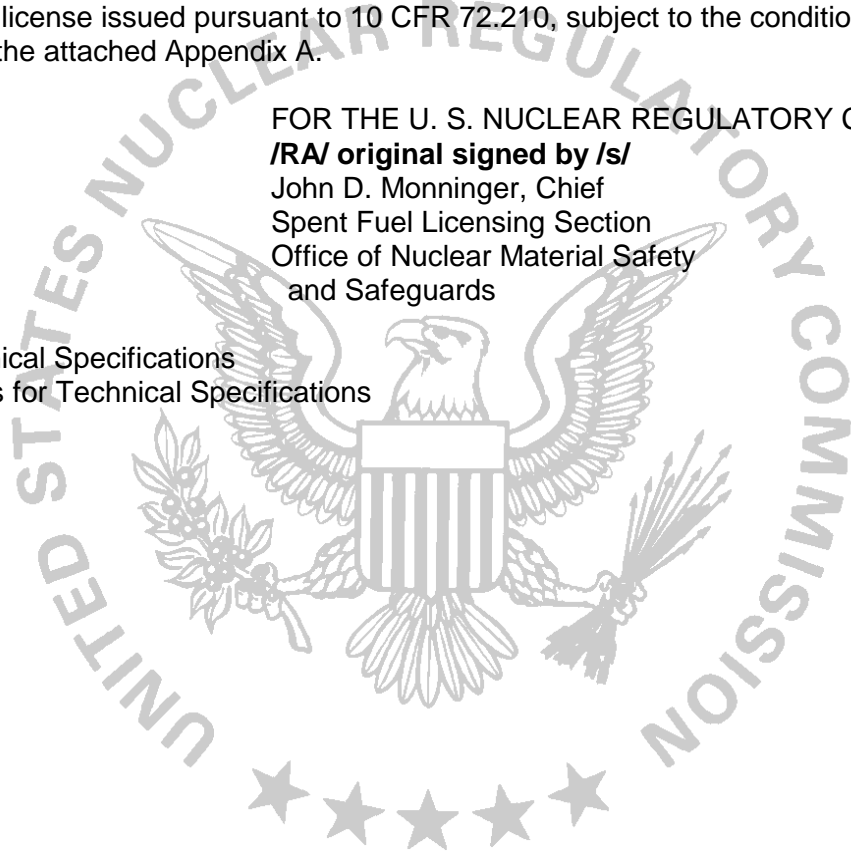 license issued pursuant to 10 CFR 72.210, subject to the conditio
the attached Appendix A.
FOR THE U. S. NUCLEAR REGULATORY C
/RA/ original signed by /s/
John D. Monninger, Chief
Spent Fuel Licensing Section
Office of Nuclear Material Safety
and Safeguards
nical Specifications
s for Technical Specifications
UNITED STATES NUCLEAR REGULATORY COMMISSION